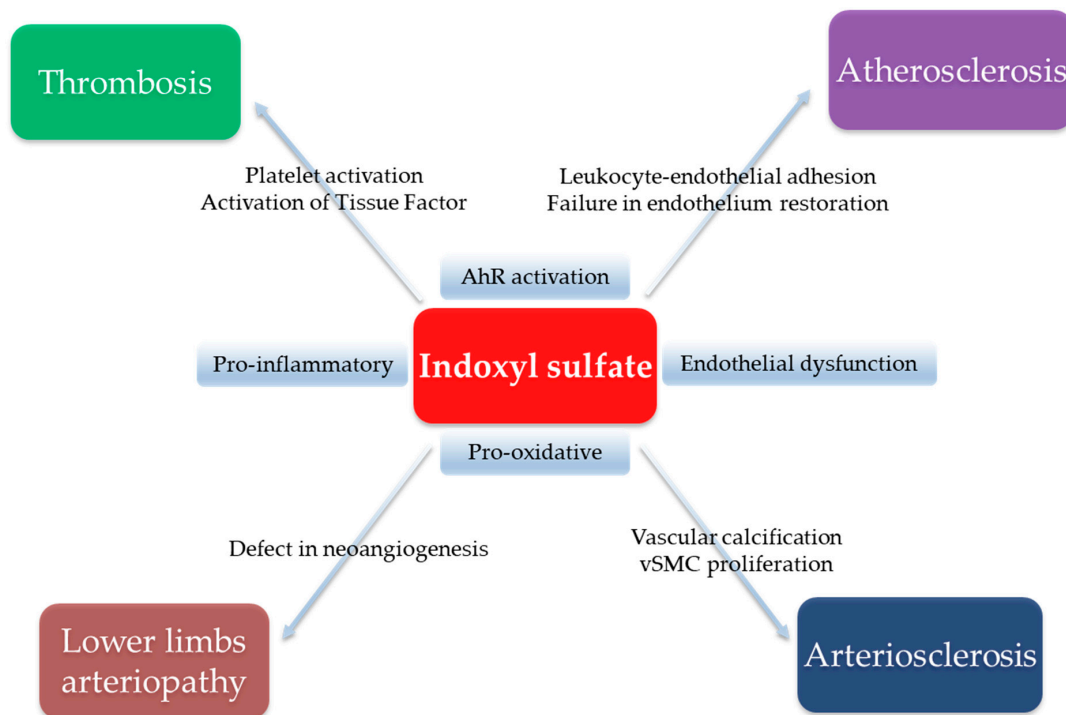 Thrombosis
Atherosclerosis
Platelet activation
Activation of Tissue Factor
Leukocyte-endothelial adhesion
Failure in endothelium restoration
AhR activation
Pro-inflammatory
Indoxyl sulfate
Endothelial dysfunction
Pro-oxidative
Defect in neoangiogenesis
Vascular calcification
vSMC proliferation
Lower limbs
arteriopathy
Arteriosclerosis